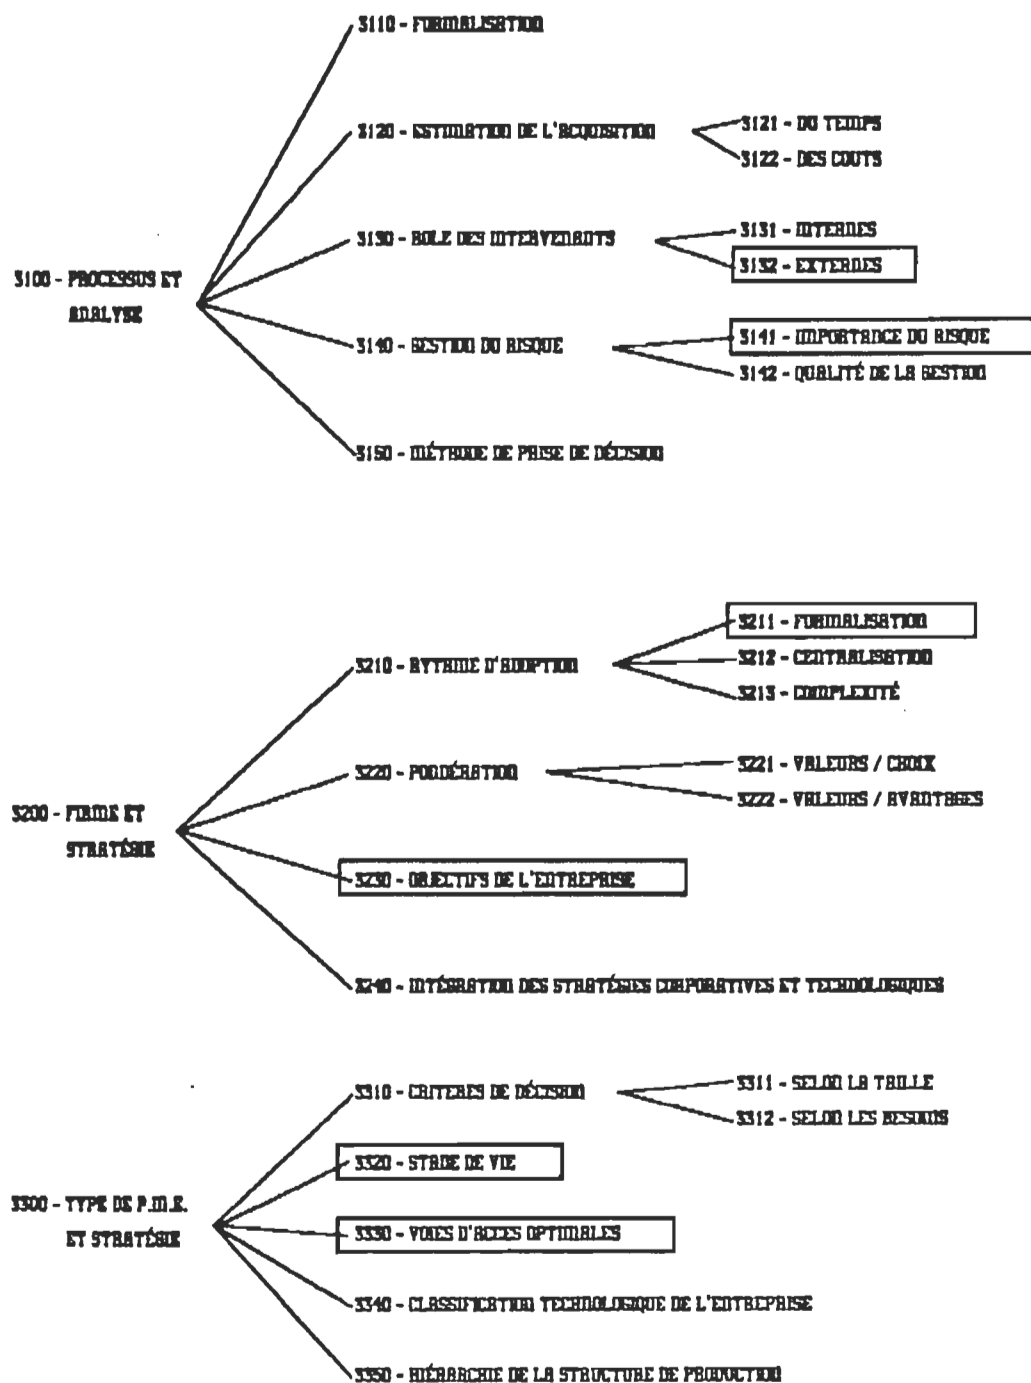 3110 - FORMALISATION
3120 - ESTIMATION DE L'ACQUISITION
3121 - DU TEMPS
3122 - DES COUTS
3130 - ROLE DES INTERVENANTS
3131 - INTERNES
3132 - EXTERNES
3100 - PROCESSUS ET
ANALYSE
3140 - GESTION DU RISQUE
3141 - IMPORTANCE DU RISQUE
3142 - QUALITÉ DE LA GESTION
3150 - MÉTHODE DE PRISE DE DÉCISION
3210 - RYTHME D'ADOPTION
3211 - FORMALISATION
3212 - CENTRALISATION
3213 - COMPLEXITÉ
3220 - PONDÉRATION
3221 - VALEURS / CHOIX
3222 - VALEURS / AVANTAGES
3200 - FIRME ET
STRATÉGIE
3230 - OBJECTIFS DE L'ENTREPRISE
3240 - INTÉGRATION DES STRATÉGIES CORPORATIVES ET TECHNOLOGIQUES
3310 - CRITERES DE DÉCISION
3311 - SELON LA TAILLE
3312 - SELON LES BESOINS
3320 - STADE DE VIE
3300 - TYPE DE P.M.E.
ET STRATÉGIE
3330 - VOIES D'ACCES OPTIMALES
3340 - CLASSIFICATION TECHNOLOGIQUE DE L'ENTREPRISE
3350 - HIÉRARCHIE DE LA STRUCTURE DE PRODUCTION